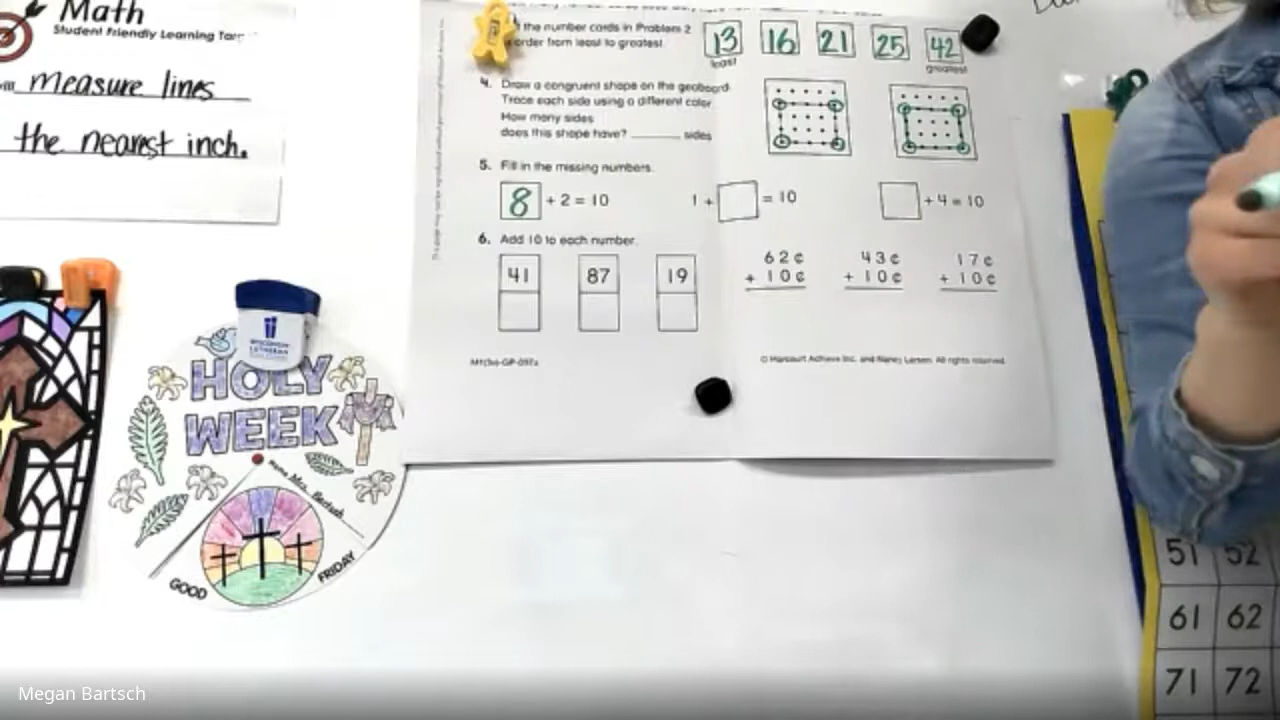 Math
Student Friendly Learning
measure lines
the nearest inch.
the number cards in Problem 2
order from least to greatest.
13 16 21 25 42
least
greatest
4. Draw a congruent shape on the geoboard.
Trace each side using a different color.
How many sides
does this shape have? ______ sides
5. Fill in the missing numbers.
8 + 2 = 10
1 + = 10
+ 4 = 10
6. Add 10 to each number.
41 87 19
62¢ 43¢ 17¢
+ 10¢ + 10¢ + 10¢
© Harcourt Achieve Inc. and Nancy Larson. All rights reserved.
WISCONSIN
LUTHERAN
HOLY
WEEK
Name Mrs. Bartsch
GOOD
FRIDAY
51 52
61 62
71 72
Megan Bartsch